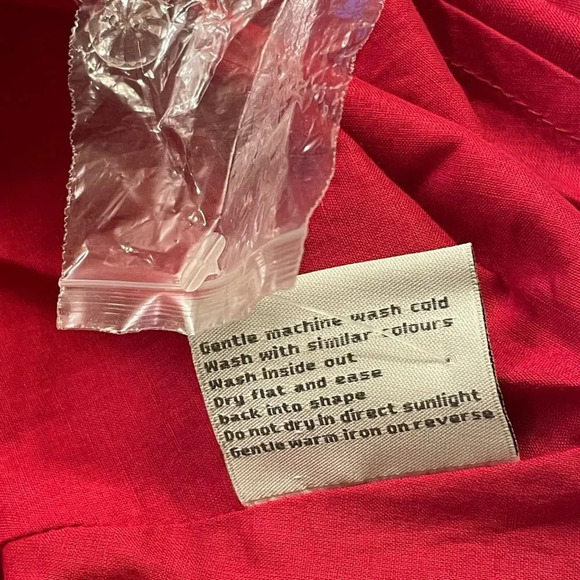 Gentle machine wash cold
Wash with similar colours
Wash inside out
Dry flat and ease
back into shape
Do not dry in direct sunlight
Gentle warm iron on reverse